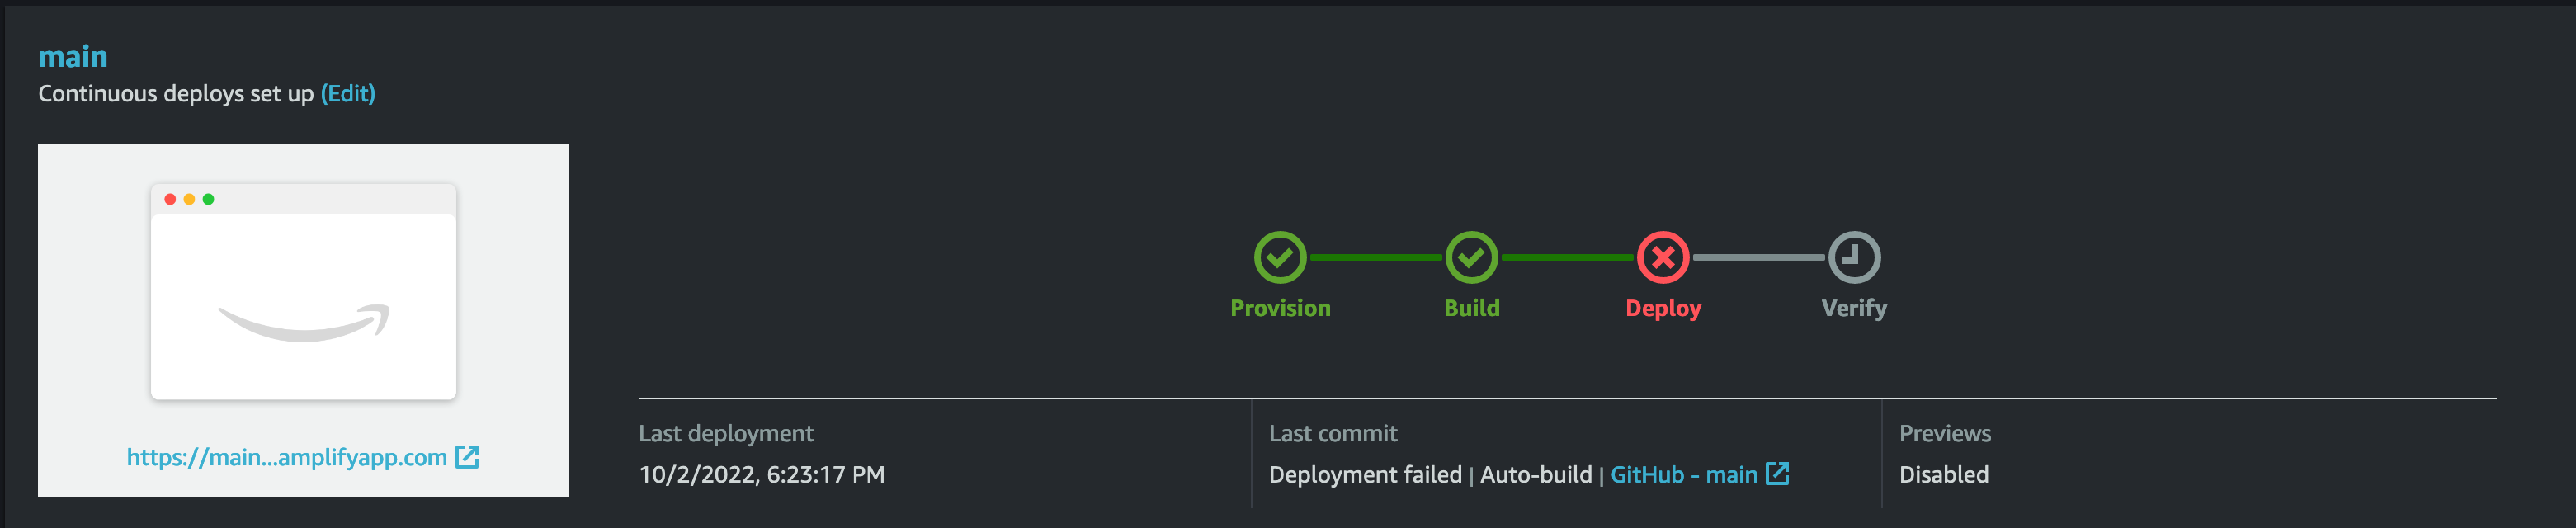 main
Continuous deploys set up (Edit)
https://main...amplifyapp.com
Provision
Build
Deploy
Verify
Last deployment
10/2/2022, 6:23:17 PM
Last commit
Deployment failed | Auto-build | GitHub - main
Previews
Disabled